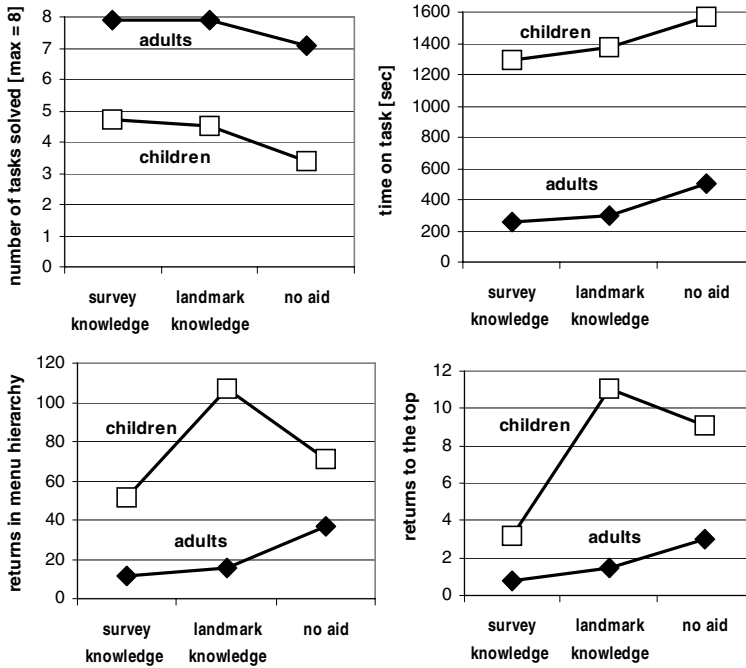 number of tasks solved [max = 8]
8
7
6
5
4
3
2
1
0
adults
children
survey
knowledge
landmark
knowledge
no aid
time on task [sec]
1600
1400
1200
1000
800
600
400
200
0
children
adults
survey
knowledge
landmark
knowledge
no aid
returns in menu hierarchy
120
100
80
60
40
20
0
children
adults
survey
knowledge
landmark
knowledge
no aid
returns to the top
12
10
8
6
4
2
0
children
adults
survey
knowledge
landmark
knowledge
no aid